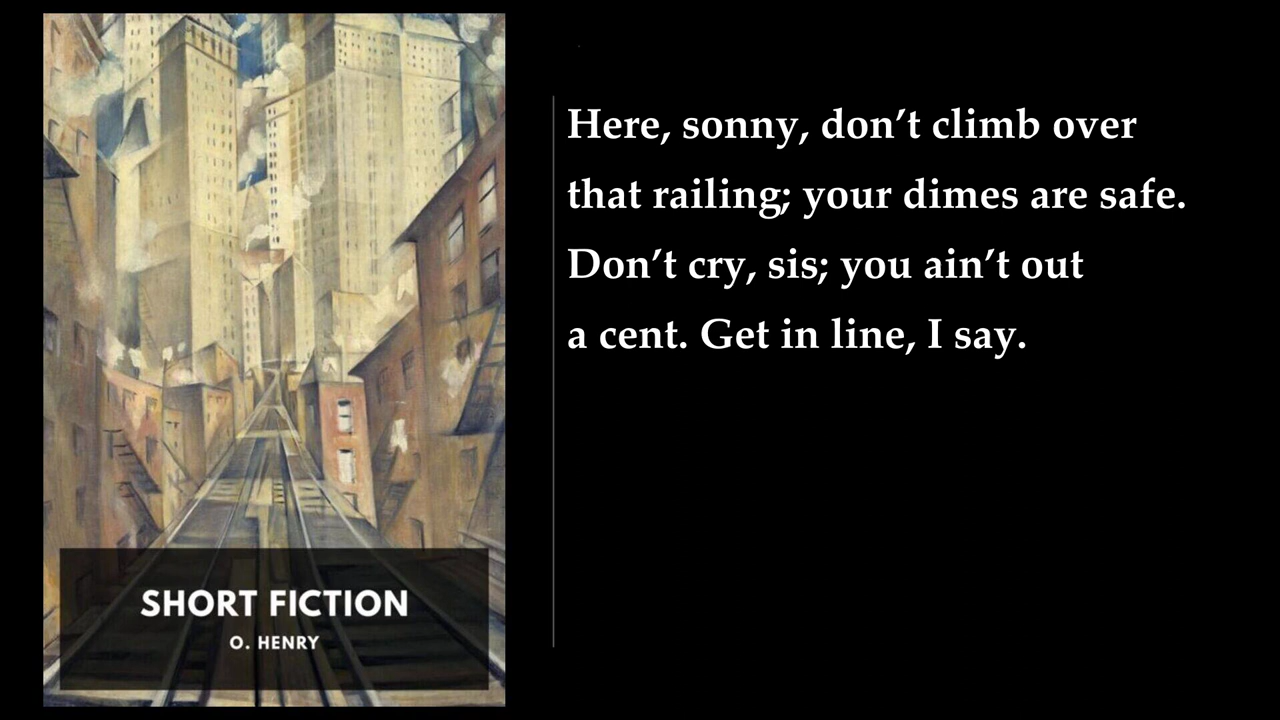 Here, sonny, don’t climb over
that railing; your dimes are safe.
Don’t cry, sis; you ain’t out
a cent. Get in line, I say.
SHORT FICTION
O. HENRY